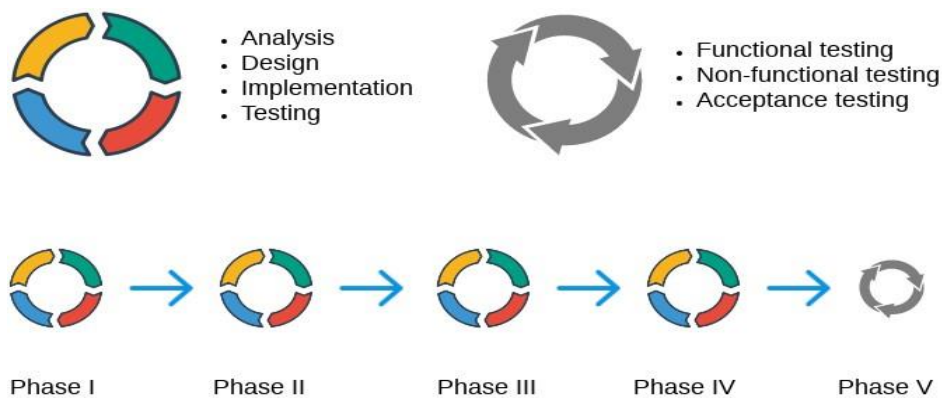 Analysis
Design
Implementation
Testing
Functional testing
Non-functional testing
Acceptance testing
Phase I
Phase II
Phase III
Phase IV
Phase V